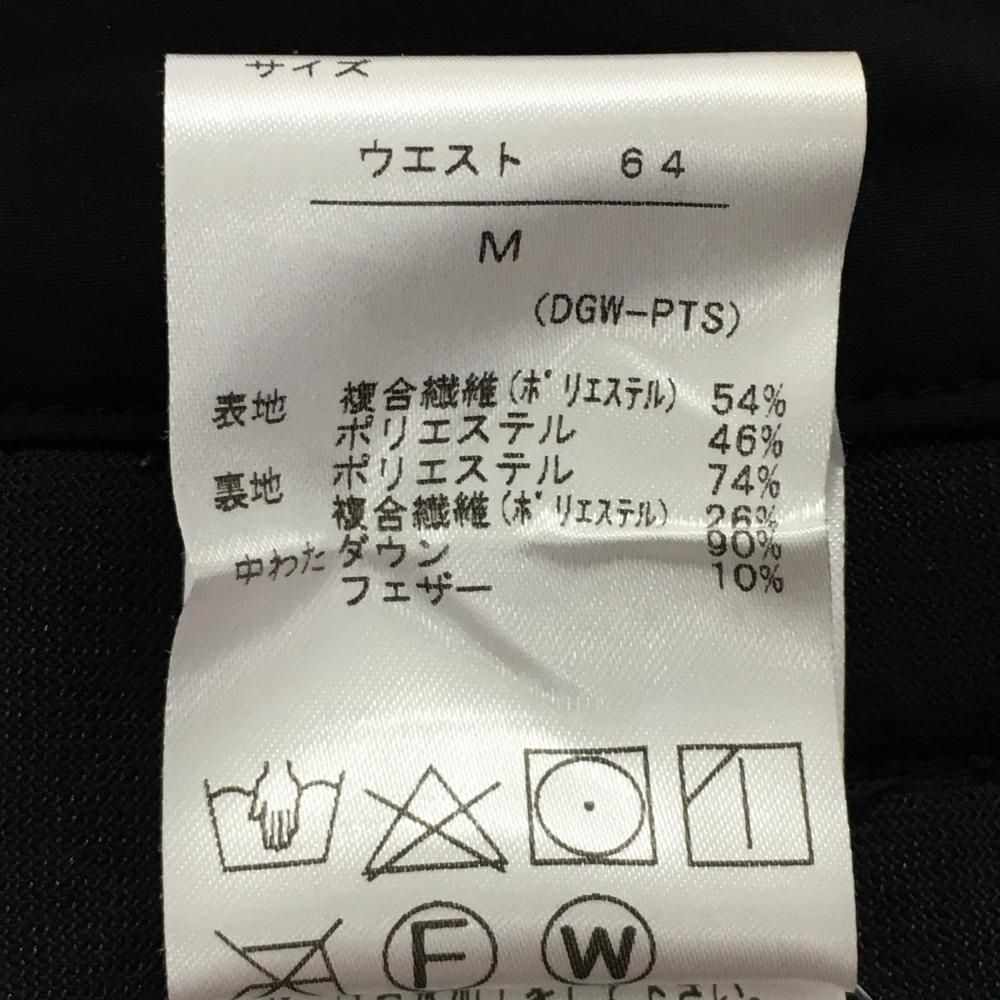 サイズ
ウエスト 64
M
(DGW-PTS)
表地 複合繊維(ポリエステル) 54%
ポリエステル 46%
裏地 ポリエステル 74%
複合繊維(ポリエステル) 26%
中わた ダウン 90%
フェザー 10%
F W